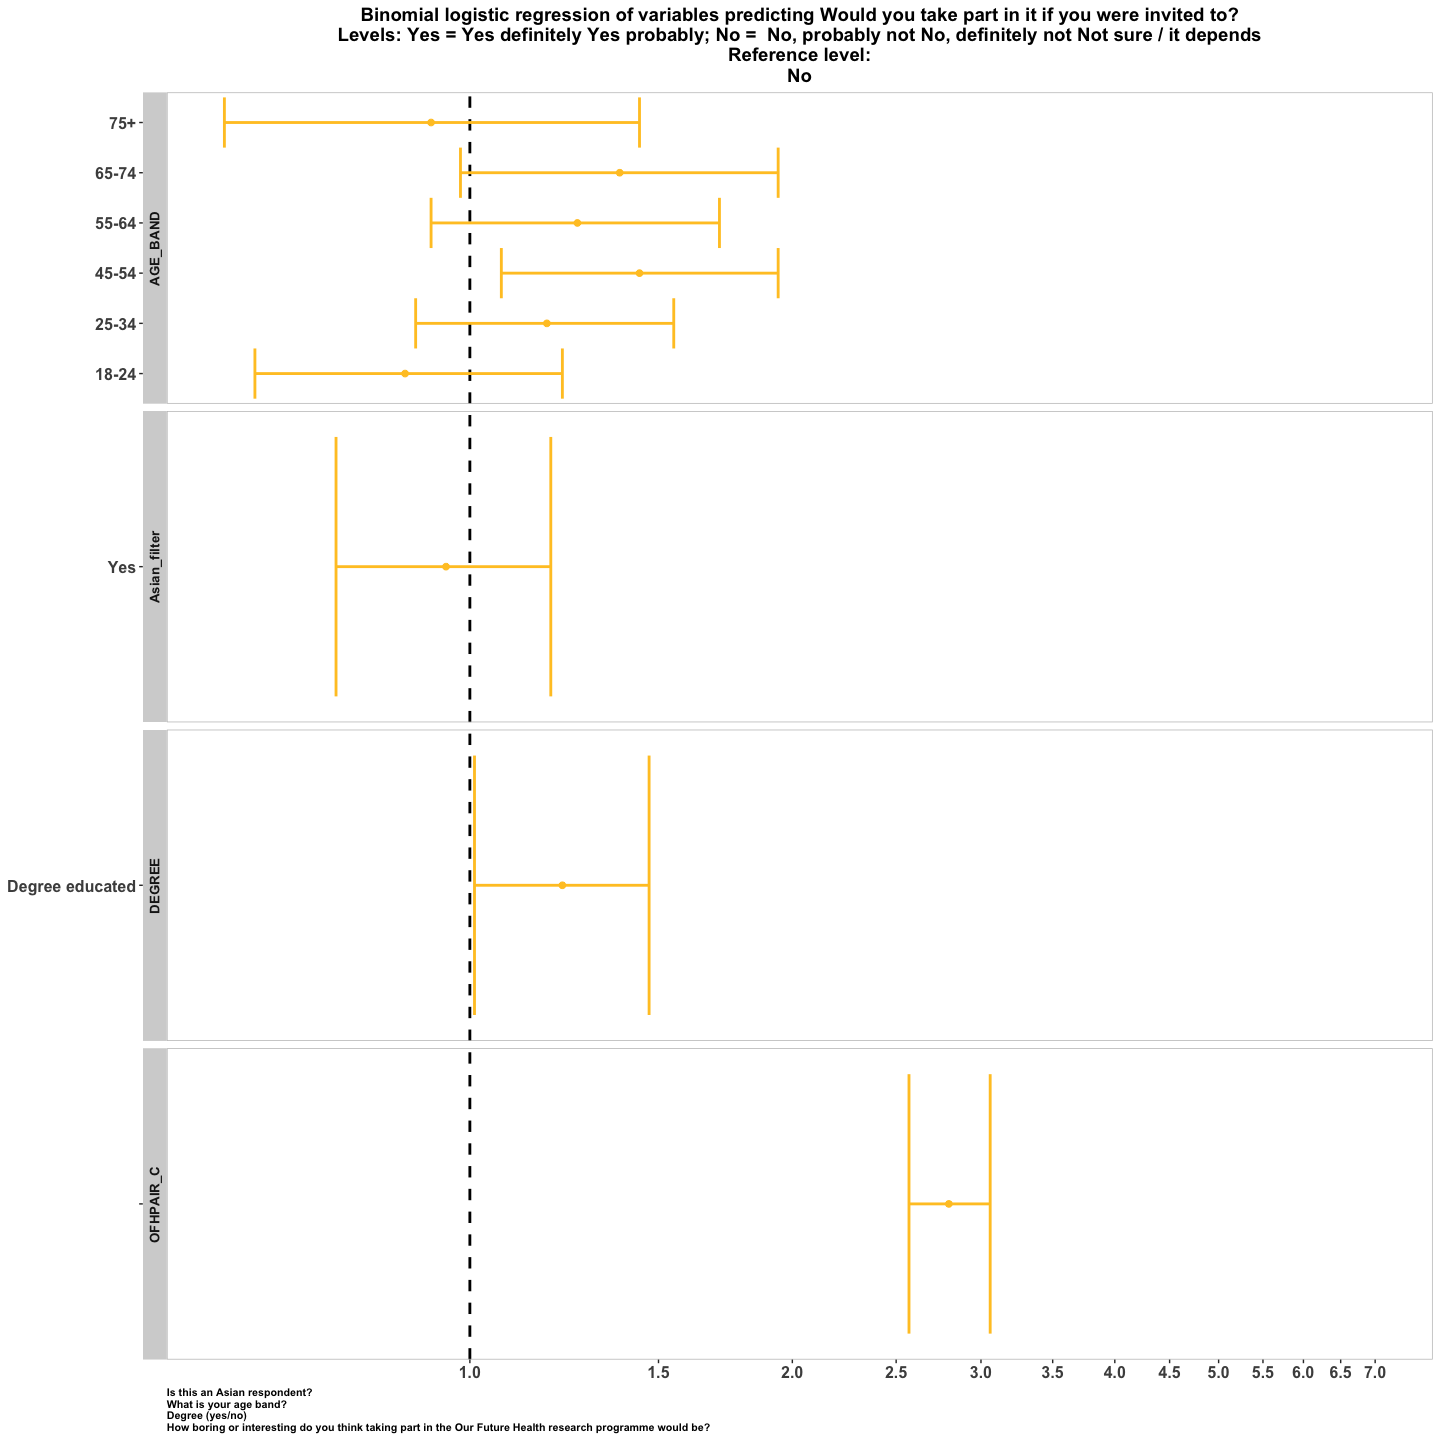 Binomial logistic regression of variables predicting Would you take part in it if you were invited to?
Levels: Yes = Yes definitely Yes probably; No =  No, probably not No, definitely not Not sure / it depends
Reference level:
No
75+
65-74
55-64
45-54
25-34
18-24
AGE_BAND
Yes
Asian_filter
Degree educated
DEGREE
OFHPAIR_C
1.0 1.5 2.0 2.5 3.0 3.5 4.0 4.5 5.0 5.5 6.0 6.5 7.0
Is this an Asian respondent?
What is your age band?
Degree (yes/no)
How boring or interesting do you think taking part in the Our Future Health research programme would be?